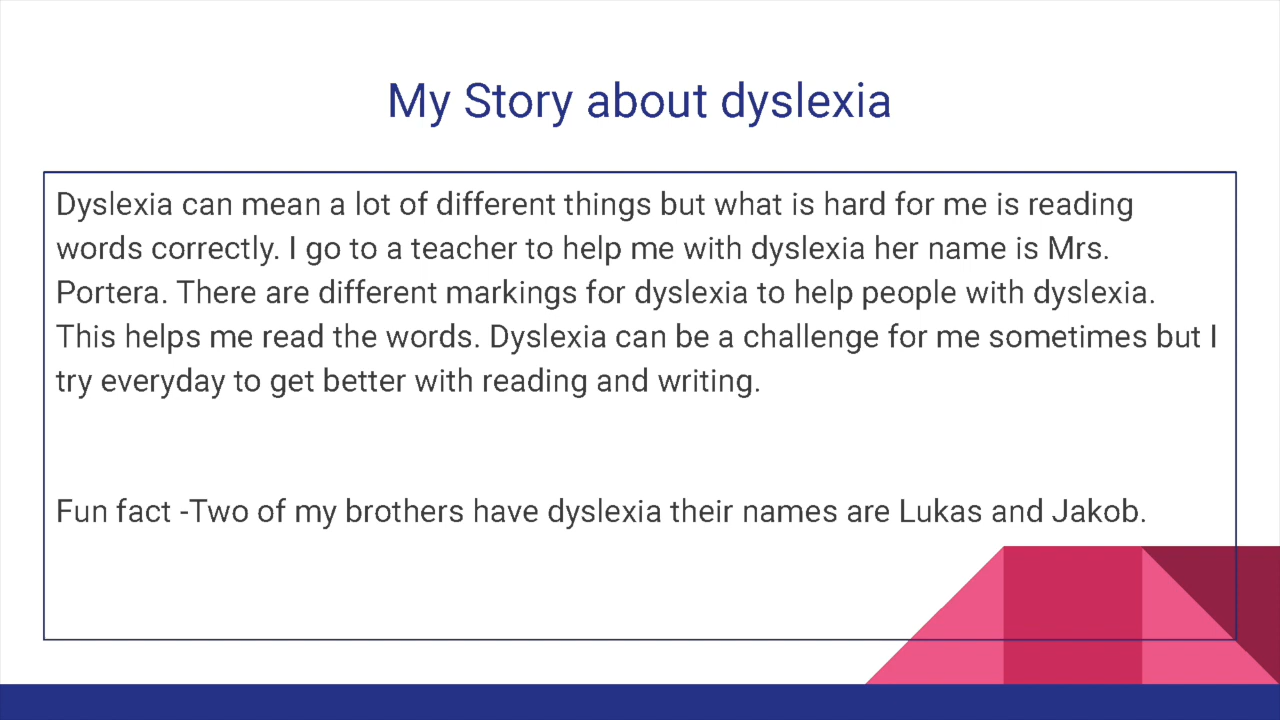 My Story about dyslexia
Dyslexia can mean a lot of different things but what is hard for me is reading
words correctly. I go to a teacher to help me with dyslexia her name is Mrs.
Portera. There are different markings for dyslexia to help people with dyslexia.
This helps me read the words. Dyslexia can be a challenge for me sometimes but I
try everyday to get better with reading and writing.
Fun fact -Two of my brothers have dyslexia their names are Lukas and Jakob.